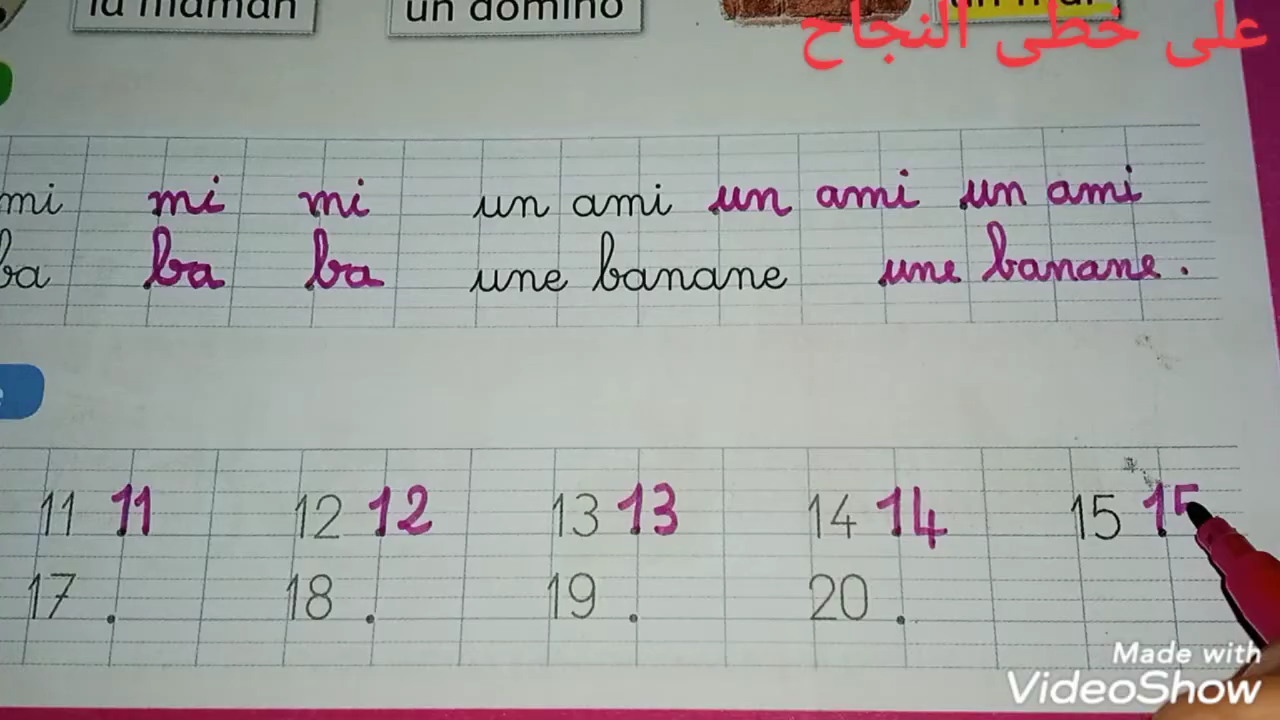 la maman un domino un mur
على خطى النجاح
mi mi mi un ami un ami un ami
ba ba ba une banane une banane.
e
11 11 12 12 13 13 14 14 15 15
17 . 18 . 19 . 20 .
Made with
VideoShow